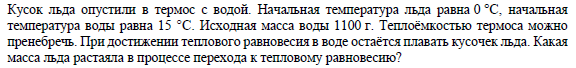 Кусок льда опустили в термос с водой. Начальная температура льда равна 0 °С, начальная
температура воды равна 15 °С. Исходная масса воды 1100 г. Теплоёмкостью термоса можно
пренебречь. При достижении теплового равновесия в воде остаётся плавать кусочек льда. Какая
масса льда растаяла в процессе перехода к тепловому равновесию?